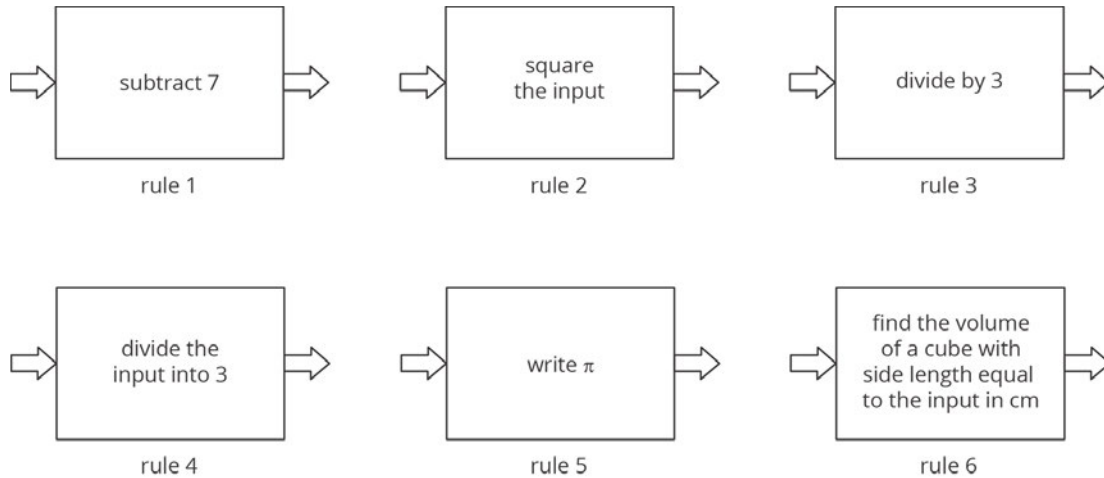 subtract 7
rule 1
square
the input
rule 2
divide by 3
rule 3
divide the
input into 3
rule 4
write π
rule 5
find the volume
of a cube with
side length equal
to the input in cm
rule 6